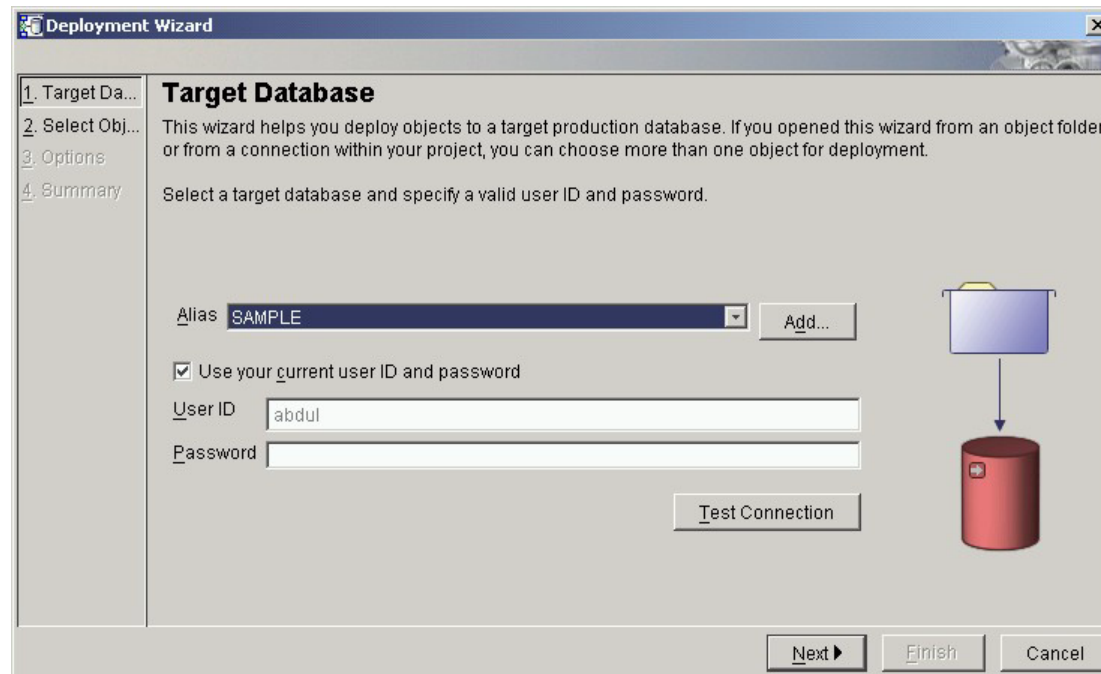 Deployment Wizard
1. Target Da...
2. Select Obj...
3. Options
4. Summary
Target Database
This wizard helps you deploy objects to a target production database. If you opened this wizard from an object folder
or from a connection within your project, you can choose more than one object for deployment.
Select a target database and specify a valid user ID and password.
Alias SAMPLE Add...
Use your current user ID and password
User ID abdul
Password
Test Connection
Next Finish Cancel